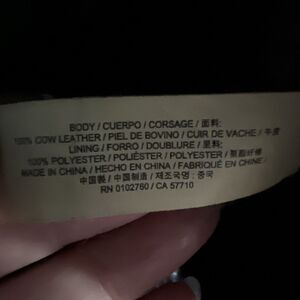 BODY / CUERPO / CORSAGE / 面料:
100% COW LEATHER / PIEL DE BOVINO / CUIR DE VACHE / 牛皮
LINING / FORRO / DOUBLURE / 里料:
100% POLYESTER / POLIÉSTER / POLYESTER / 聚酯纤维
MADE IN CHINA / HECHO EN CHINA / FABRIQUÉ EN CHINE /
中國製 / 中国制造 / 제조국명 : 중국
RN 0102760 / CA 57710